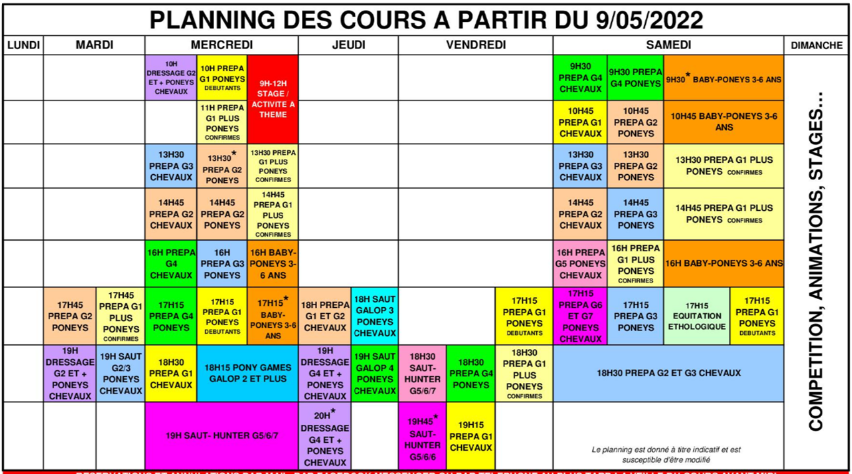 PLANNING DES COURS A PARTIR DU 9/05/2022
LUNDI MARDI MERCREDI JEUDI VENDREDI SAMEDI DIMANCHE
10H
DRESSAGE G2
ET + PONEYS
CHEVAUX
10H PREPA
G1 PONEYS
DEBUTANTS
9H-12H
STAGE /
ACTIVITE A
THEME
9H30
PREPA G4
CHEVAUX
9H30 PREPA
G4 PONEYS
9H30* BABY-PONEYS 3-6 ANS
11H PREPA
G1 PLUS
PONEYS
CONFIRMES
10H45
PREPA G1
CHEVAUX
10H45
PREPA G2
PONEYS
10H45 BABY-PONEYS 3-6
ANS
13H30
PREPA G3
CHEVAUX
13H30*
PREPA G2
PONEYS
13H30 PREPA
G1 PLUS
PONEYS
CONFIRMES
13H30
PREPA G3
CHEVAUX
13H30
PREPA G2
PONEYS
13H30 PREPA G1 PLUS
PONEYS CONFIRMES
14H45
PREPA G2
CHEVAUX
14H45
PREPA G2
PONEYS
14H45
PREPA G1
PLUS
PONEYS
CONFIRMES
14H45
PREPA G2
CHEVAUX
14H45
PREPA G3
PONEYS
14H45 PREPA G1 PLUS
PONEYS CONFIRMES
16H PREPA
G4
CHEVAUX
16H
PREPA G3
PONEYS
16H BABY-
PONEYS 3-
6 ANS
16H PREPA
G5 PONEYS
CHEVAUX
16H PREPA
G1 PLUS
PONEYS
CONFIRMES
16H BABY-PONEYS 3-6 ANS
17H15
PREPA G2
PONEYS
17H45
PREPA G1
PLUS
PONEYS
CONFIRMES
17H15
PREPA G4
PONEYS
17H15
PREPA G1
PONEYS
DEBUTANTS
17H15*
BABY-
PONEYS 3-6
ANS
18H PREPA
G1 ET G2
CHEVAUX
18H SAUT
GALOP 3
PONEYS
CHEVAUX
17H15
PREPA G1
PONEYS
DEBUTANTS
17H15
PREPA G6
ET G7
PONEYS
CHEVAUX
17H15
PREPA G3
PONEYS
17H15
EQUITATION
ETHOLOGIQUE
17H15
PREPA G1
PONEYS
DEBUTANTS
19H
DRESSAGE
G2 ET +
PONEYS
CHEVAUX
19H SAUT
G2/3
PONEYS
CHEVAUX
18H30
PREPA G1
CHEVAUX
18H15 PONY GAMES
GALOP 2 ET PLUS
19H
DRESSAGE
G4 ET +
PONEYS
CHEVAUX
19H SAUT
GALOP 4
PONEYS
CHEVAUX
18H30
SAUT-
HUNTER
G5/6/7
18H30
PREPA G4
PONEYS
18H30
PREPA G1
PLUS
PONEYS
CONFIRMES
18H30 PREPA G2 ET G3 CHEVAUX
19H SAUT- HUNTER G5/6/7
20H*
DRESSAGE
G4 ET +
PONEYS
CHEVAUX
19H45*
SAUT-
HUNTER
G5/6/6
19H15
PREPA G1
CHEVAUX
Le planning est donné à titre indicatif et est
susceptible d'être modifié
COMPETITION, ANIMATIONS, STAGES...